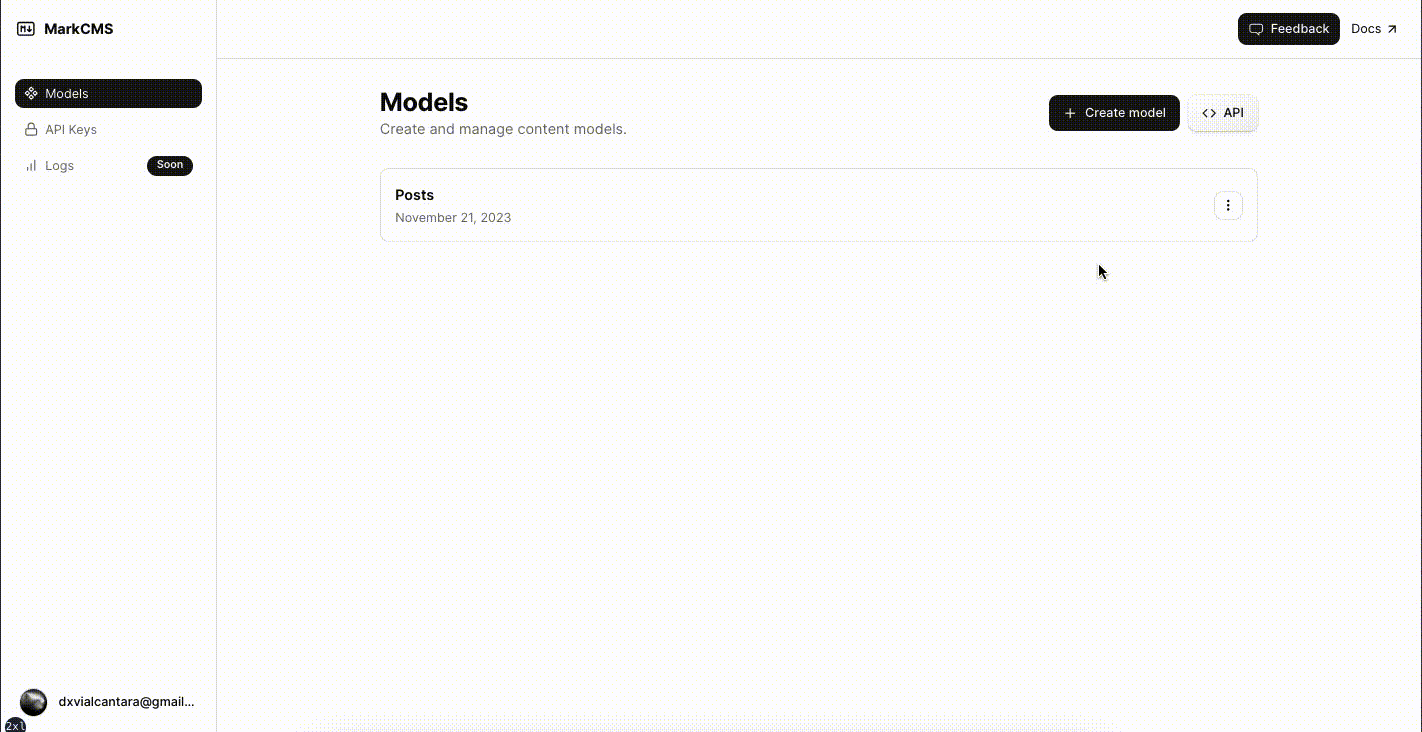 MarkCMS
Feedback
Docs
Models
API Keys
Logs
Soon
Models
Create and manage content models.
Create model
API
Posts
November 21, 2023
dxvialcantara@gmail...
2xl